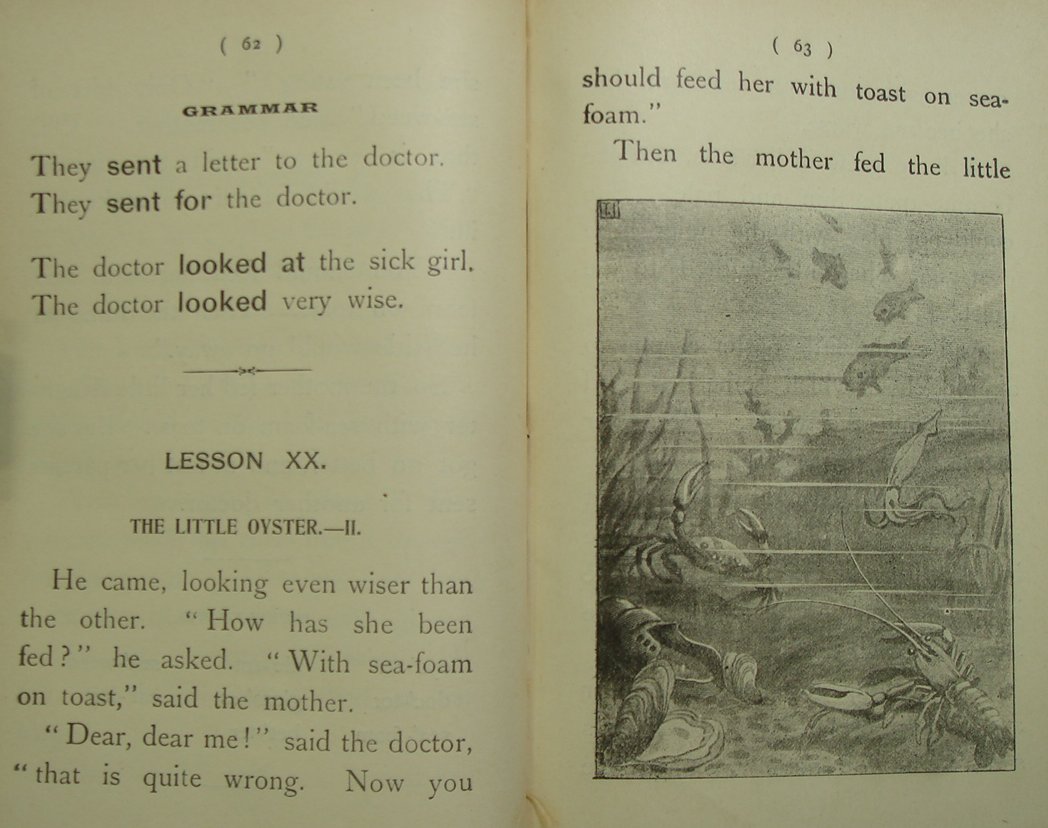 ( 62 )
GRAMMAR
They sent a letter to the doctor.
They sent for the doctor.
The doctor looked at the sick girl.
The doctor looked very wise.
LESSON XX.
THE LITTLE OYSTER.—II.
He came, looking even wiser than
the other. "How has she been
fed?" he asked. "With sea-foam
on toast," said the mother.
"Dear, dear me!" said the doctor,
"that is quite wrong. Now you
( 63 )
should feed her with toast on sea-
foam."
Then the mother fed the little